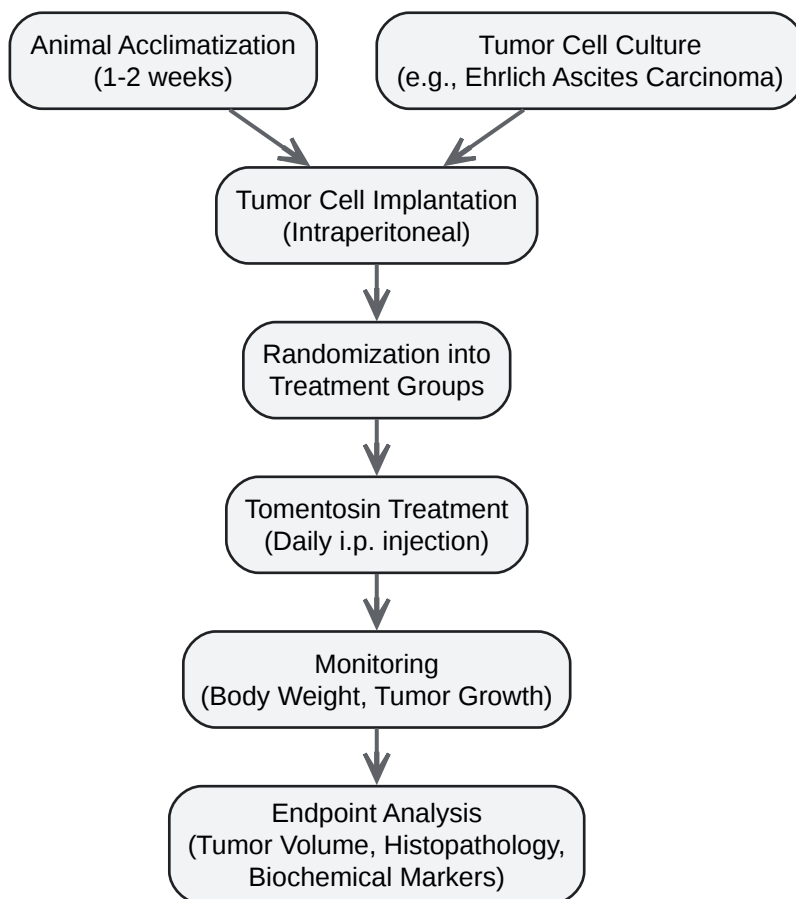 Animal Acclimatization
(1-2 weeks)
Tumor Cell Culture
(e.g., Ehrlich Ascites Carcinoma)
Tumor Cell Implantation
(Intraperitoneal)
Randomization into
Treatment Groups
Tomentosin Treatment
(Daily i.p. injection)
Monitoring
(Body Weight, Tumor Growth)
Endpoint Analysis
(Tumor Volume, Histopathology,
Biochemical Markers)